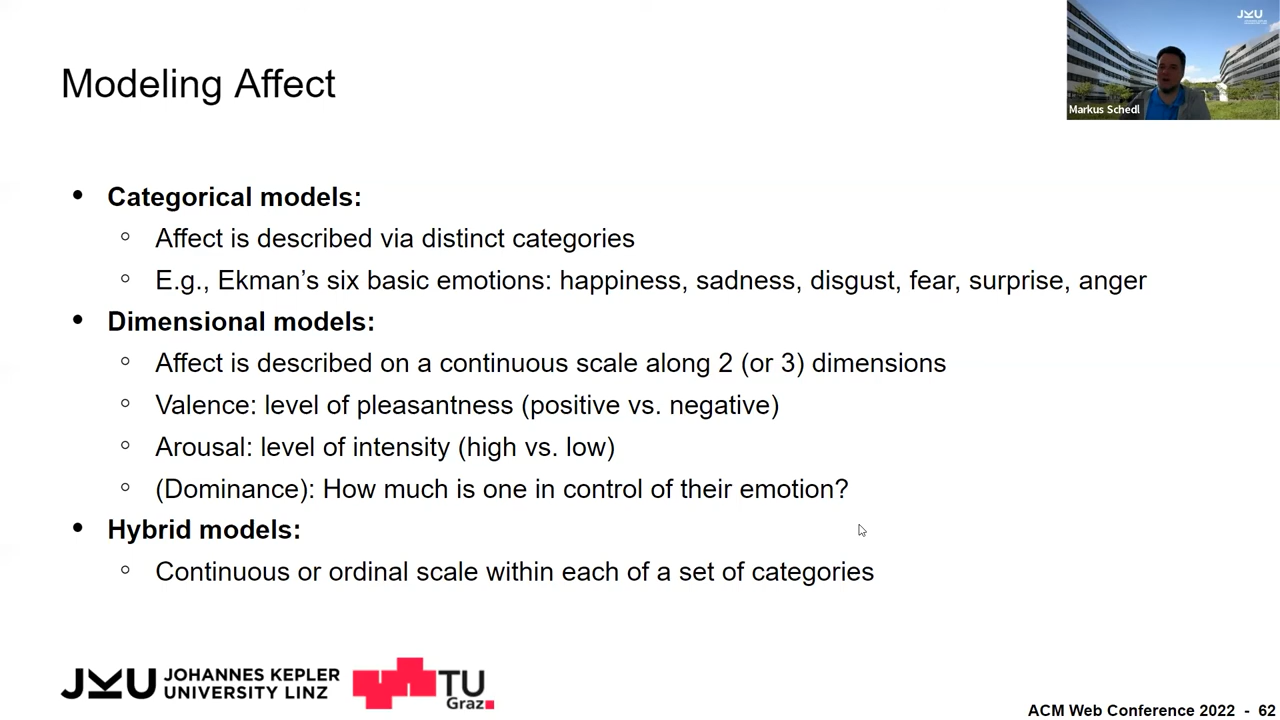 JKU
Markus Schedl
Modeling Affect
• Categorical models:
○ Affect is described via distinct categories
○ E.g., Ekman’s six basic emotions: happiness, sadness, disgust, fear, surprise, anger
• Dimensional models:
○ Affect is described on a continuous scale along 2 (or 3) dimensions
○ Valence: level of pleasantness (positive vs. negative)
○ Arousal: level of intensity (high vs. low)
○ (Dominance): How much is one in control of their emotion?
• Hybrid models:
○ Continuous or ordinal scale within each of a set of categories
JKU JOHANNES KEPLER
UNIVERSITY LINZ
TU
Graz
ACM Web Conference 2022 - 62